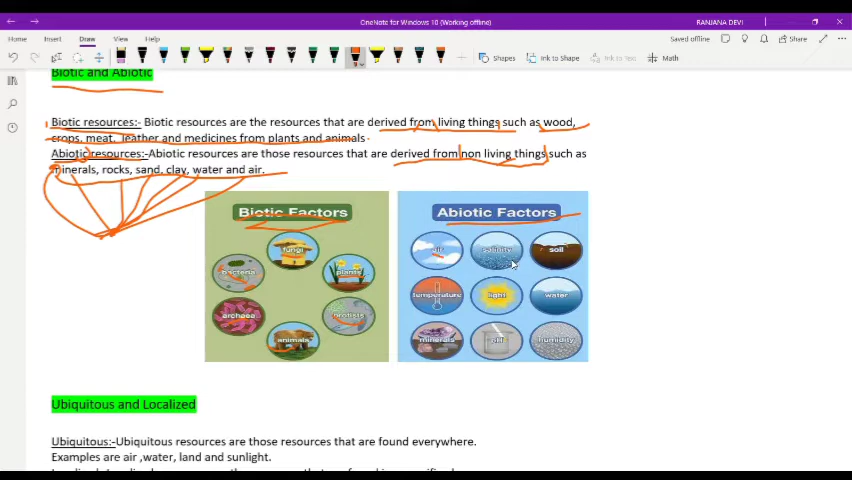 OneNote for Windows 10 (Working offline)
RANJANA DEVI
Home Insert Draw View Help
Saved offline
Share
Shapes
Ink to Shape
Ink to Text
Math
Biotic and Abiotic
Biotic resources:- Biotic resources are the resources that are derived from living things such as wood,
crops, meat, leather and medicines from plants and animals
Abiotic resources:-Abiotic resources are those resources that are derived from non living things such as
minerals, rocks, sand, clay, water and air.
Biotic Factors
fungi
bacteria
plants
archaea
protists
animals
Abiotic Factors
air
salinity
soil
temperature
light
water
minerals
pH
humidity
Ubiquitous and Localized
Ubiquitous:-Ubiquitous resources are those resources that are found everywhere.
Examples are air ,water, land and sunlight.